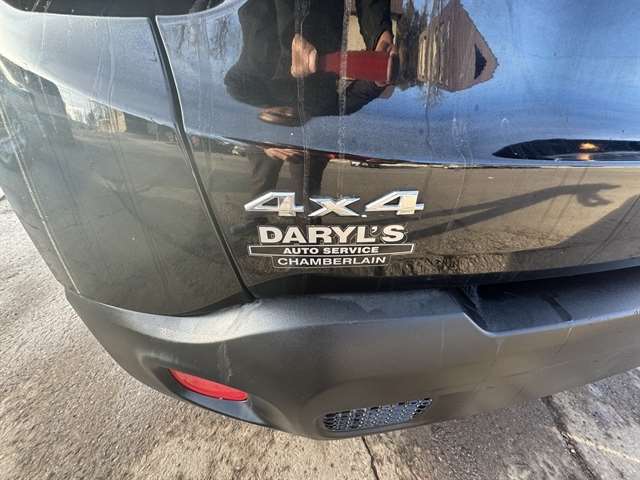 4x4
DARYL'S
AUTO SERVICE
CHAMBERLAIN